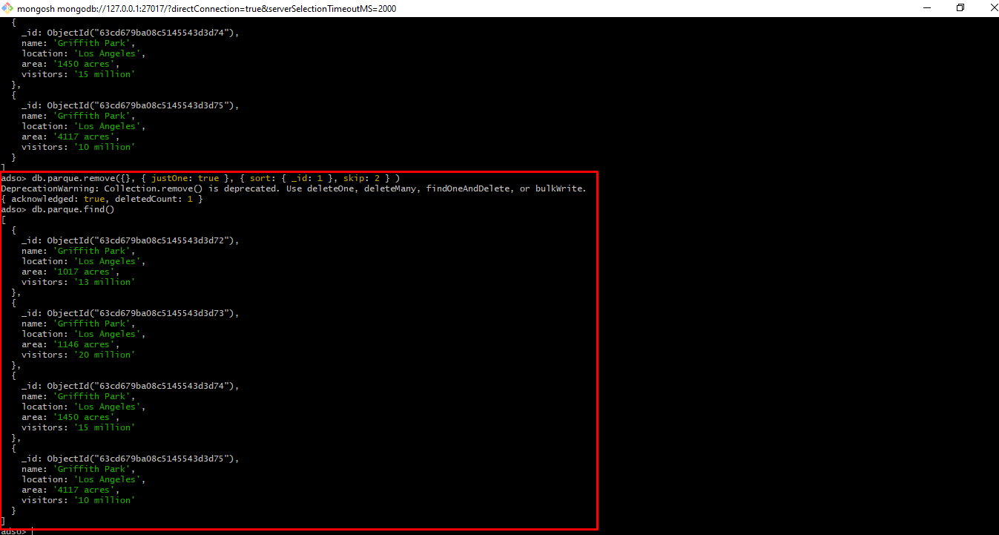 mongosh mongodb://127.0.0.1:27017/?directConnection=true&serverSelectionTimeoutMS=2000
{
_id: ObjectId("63cd679ba08c5145543d3d74"),
name: 'Griffith Park',
location: 'Los Angeles',
area: '1450 acres',
visitors: '15 million'
},
{
_id: ObjectId("63cd679ba08c5145543d3d75"),
name: 'Griffith Park',
location: 'Los Angeles',
area: '4117 acres',
visitors: '10 million'
}
]
adso> db.parque.remove({}, { justOne: true }, { sort: { _id: 1 }, skip: 2 } )
DeprecationWarning: Collection.remove() is deprecated. Use deleteOne, deleteMany, findOneAndDelete, or bulkWrite.
{ acknowledged: true, deletedCount: 1 }
adso> db.parque.find()
[
{
_id: ObjectId("63cd679ba08c5145543d3d72"),
name: 'Griffith Park',
location: 'Los Angeles',
area: '1017 acres',
visitors: '13 million'
},
{
_id: ObjectId("63cd679ba08c5145543d3d73"),
name: 'Griffith Park',
location: 'Los Angeles',
area: '1146 acres',
visitors: '20 million'
},
{
_id: ObjectId("63cd679ba08c5145543d3d74"),
name: 'Griffith Park',
location: 'Los Angeles',
area: '1450 acres',
visitors: '15 million'
},
{
_id: ObjectId("63cd679ba08c5145543d3d75"),
name: 'Griffith Park',
location: 'Los Angeles',
area: '4117 acres',
visitors: '10 million'
}
]
adso>